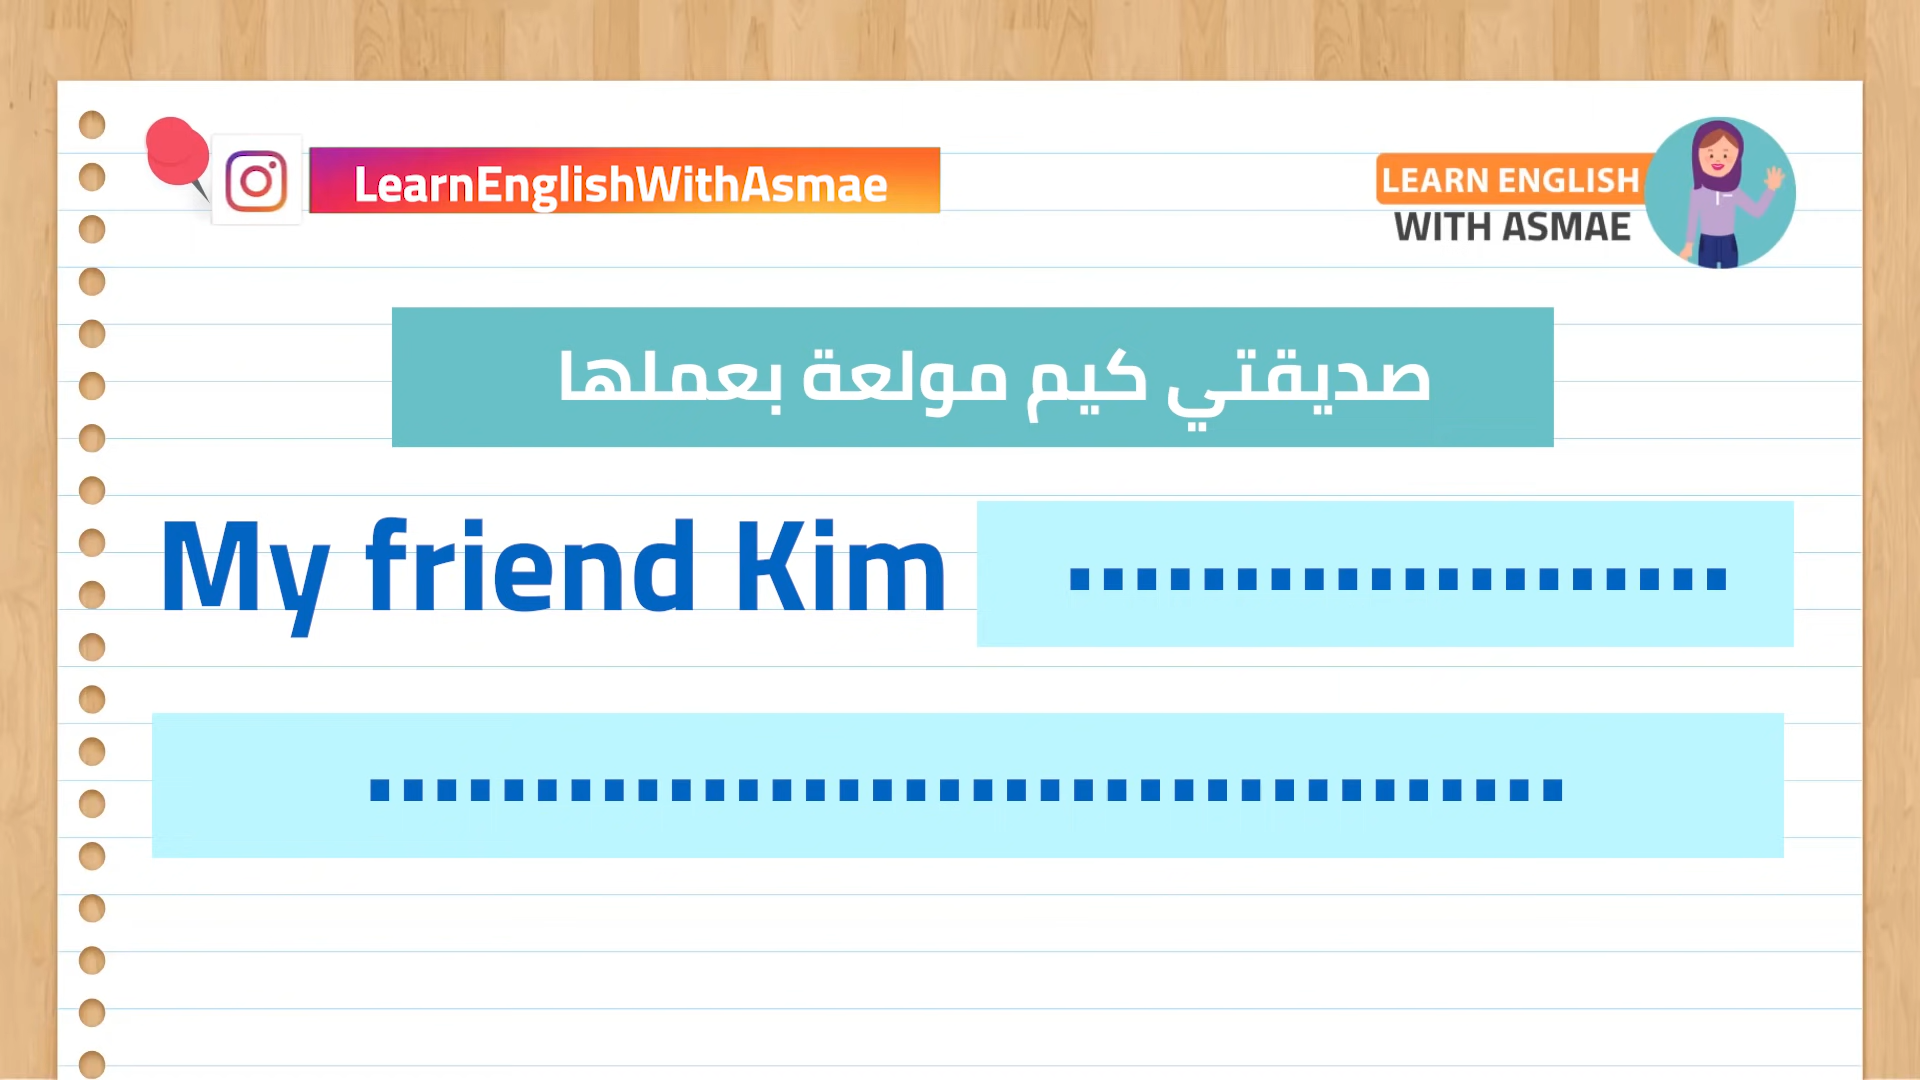 LearnEnglishWithAsmae
LEARN ENGLISH
WITH ASMAE
صديقتي كيم مولعة بعملها
My friend Kim ....................
....................................